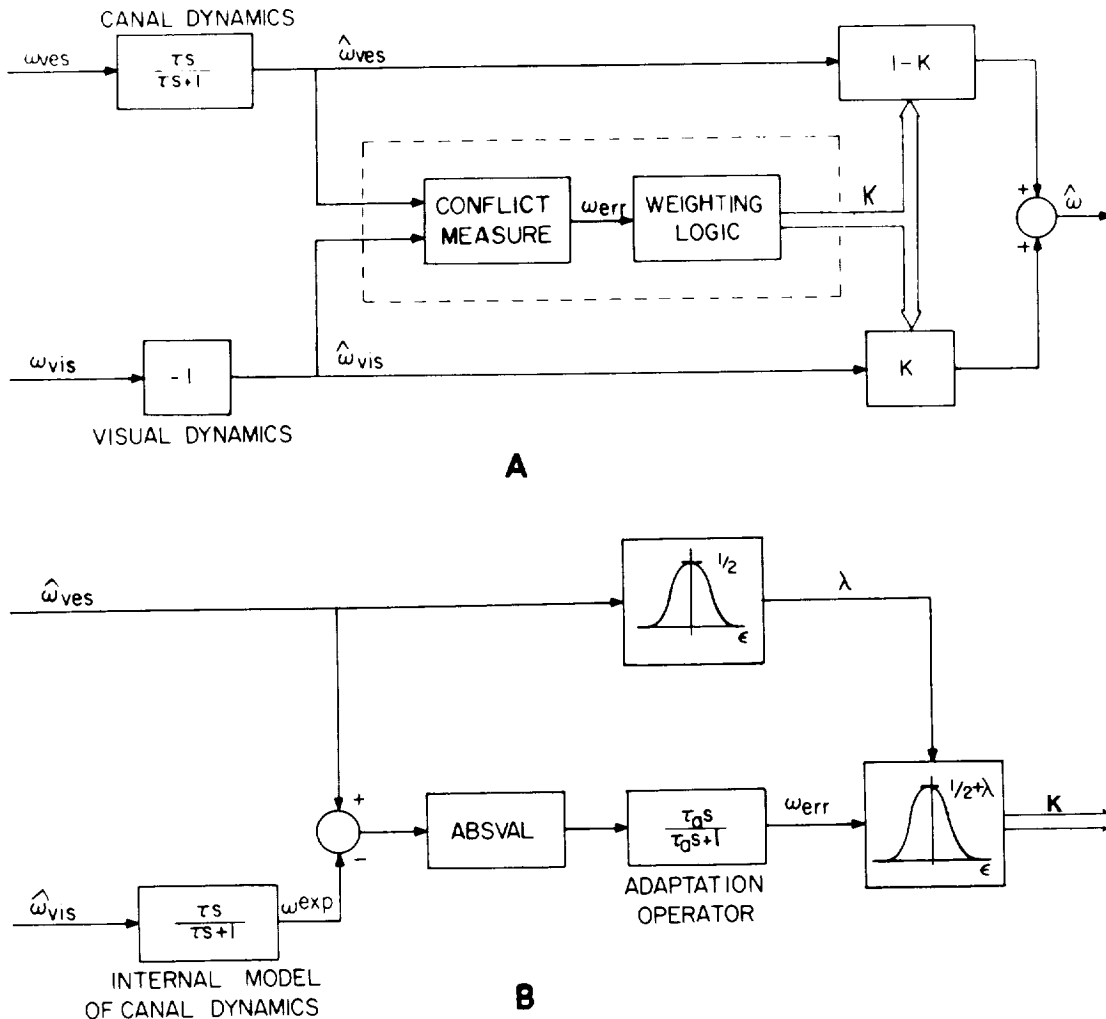 CANAL DYNAMICS
ωves
τs
τs+1
ω̂ves
1-K
CONFLICT
MEASURE
ωerr
WEIGHTING
LOGIC
K
+
ω̂
+
ωvis
-1
ω̂vis
K
VISUAL DYNAMICS
A
ω̂ves
1/2
ϵ
λ
+
-
ABSVAL
τas
τas+1
ωerr
1/2+λ
ϵ
K
ADAPTATION
OPERATOR
ω̂vis
τs
τs+1
ωexp
INTERNAL MODEL
OF CANAL DYNAMICS
B